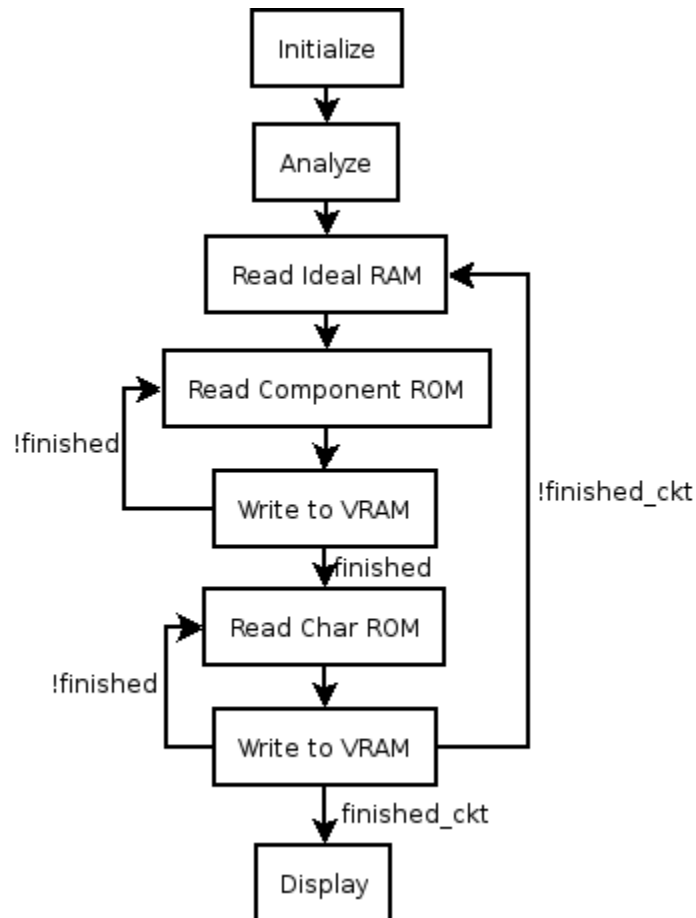 Initialize
Analyze
Read Ideal RAM
Read Component ROM
!finished
Write to VRAM
!finished_ckt
finished
Read Char ROM
!finished
Write to VRAM
finished_ckt
Display